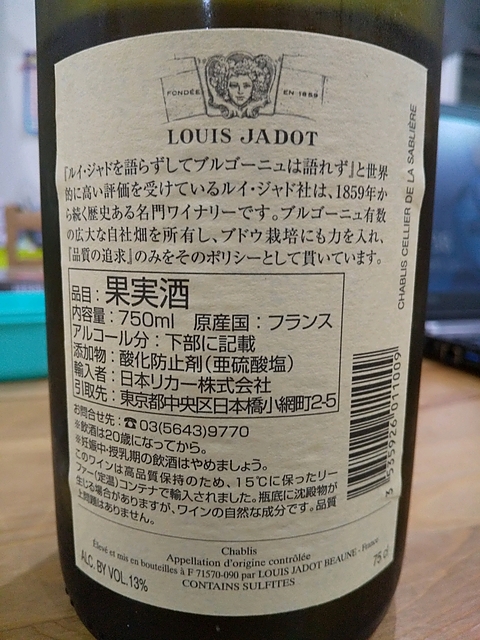 FONDÉE EN 1859
LOUIS JADOT
『ルイ・ジャドを語らずしてブルゴーニュは語れず』と世界
的に高い評価を受けているルイ・ジャド社は、1859年か
ら続く歴史ある名門ワイナリーです。ブルゴーニュ有数
の広大な自社畑を所有し、ブドウ栽培にも力を入れ、
『品質の追求』のみをそのポリシーとして貫いています。
品目：果実酒
内容量：750ml 原産国：フランス
アルコール分：下部に記載
添加物：酸化防止剤（亜硫酸塩）
輸入者：日本リカー株式会社
引取先：東京都中央区日本橋小網町2-5
お問合せ先：☎03(5643)9770
※飲酒は20歳になってから。
※妊娠中・授乳期の飲酒はやめましょう。
このワインは高品質保持のため、15℃に保ったリー
ファー（定温）コンテナで輸入されました。瓶底に沈殿物が
生じる場合がありますが、ワインの自然な成分です。品質
上問題はありません。
CHABLIS CELLIER DE LA SABLIÈRE
3 535926 011009
Chablis
Appellation d'origine contrôlée
Élevé et mis en bouteilles à F 71570-090 par LOUIS JADOT BEAUNE - France
CONTAINS SULFITES
ALC. BY VOL.13%
75 cl